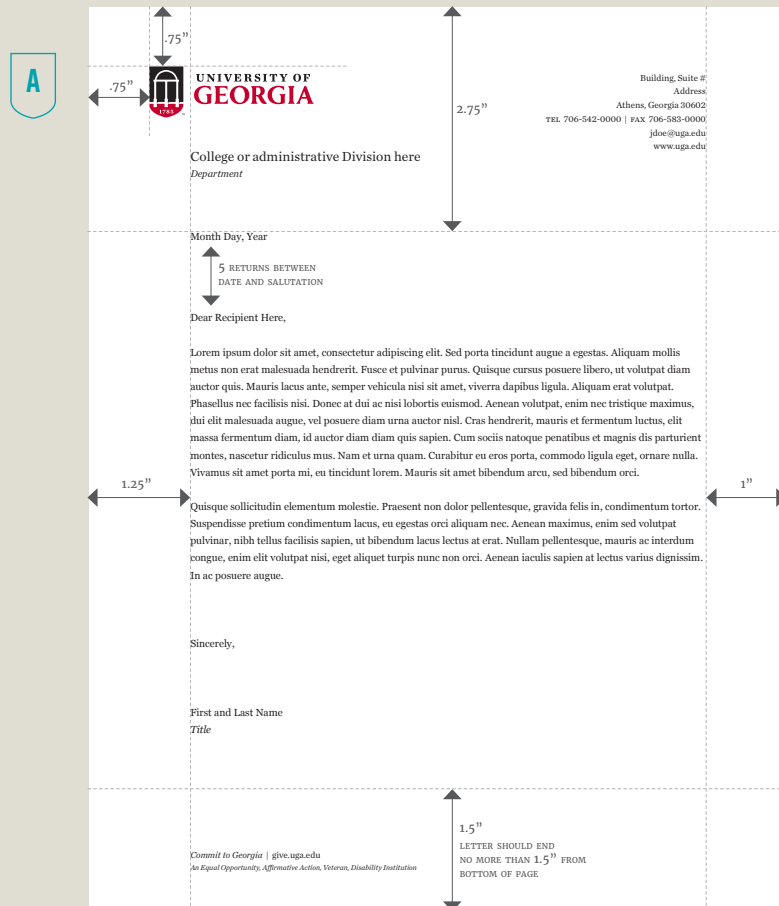 A
.75”
.75”
UNIVERSITY OF
GEORGIA
1785
2.75”
Building, Suite #
Address
Athens, Georgia 30602
TEL 706-542-0000 | FAX 706-583-0000
jdoe@uga.edu
www.uga.edu
College or administrative Division here
Department
Month Day, Year
5 RETURNS BETWEEN
DATE AND SALUTATION
Dear Recipient Here,
Lorem ipsum dolor sit amet, consectetur adipiscing elit. Sed porta tincidunt augue a egestas. Aliquam mollis
metus non erat malesuada hendrerit. Fusce et pulvinar purus. Quisque cursus posuere libero, ut volutpat diam
auctor quis. Mauris lacus ante, semper vehicula nisi sit amet, viverra dapibus ligula. Aliquam erat volutpat.
Phasellus nec facilisis nisi. Donec at dui ac nisi lobortis euismod. Aenean volutpat, enim nec tristique maximus,
dui elit malesuada augue, vel posuere diam urna auctor nisl. Cras hendrerit, mauris et fermentum luctus, elit
massa fermentum diam, id auctor diam diam quis sapien. Cum sociis natoque penatibus et magnis dis parturient
montes, nascetur ridiculus mus. Nam et urna quam. Curabitur eu eros porta, commodo ligula eget, ornare nulla.
Vivamus sit amet porta mi, eu tincidunt lorem. Mauris sit amet bibendum arcu, sed bibendum orci.
1.25”
1”
Quisque sollicitudin elementum molestie. Praesent non dolor pellentesque, gravida felis in, condimentum tortor.
Suspendisse pretium condimentum lacus, eu egestas orci aliquam nec. Aenean maximus, enim sed volutpat
pulvinar, nibh tellus facilisis sapien, ut bibendum lacus lectus at erat. Nullam pellentesque, mauris ac interdum
congue, enim elit volutpat nisi, eget aliquet turpis nunc non orci. Aenean iaculis sapien at lectus varius dignissim.
In ac posuere augue.
Sincerely,
First and Last Name
Title
1.5”
LETTER SHOULD END
NO MORE THAN 1.5” FROM
BOTTOM OF PAGE
Commit to Georgia | give.uga.edu
An Equal Opportunity, Affirmative Action, Veteran, Disability Institution